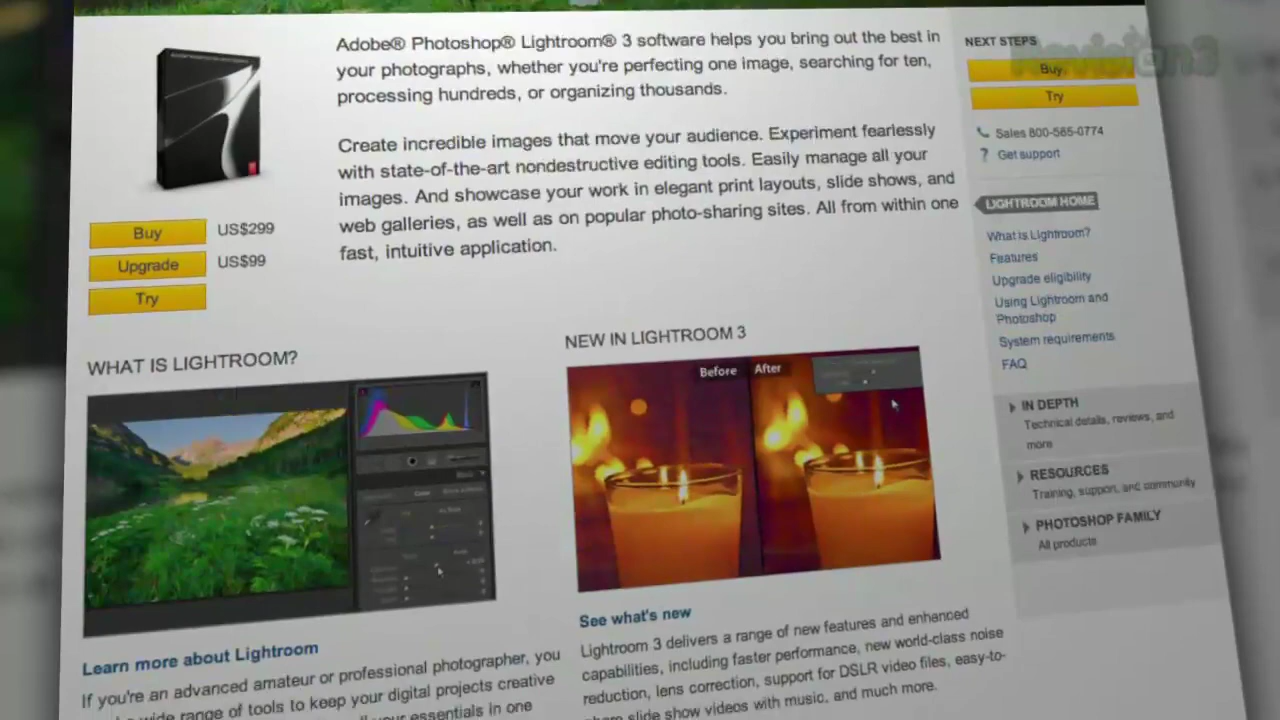 Adobe® Photoshop® Lightroom® 3 software helps you bring out the best in
your photographs, whether you're perfecting one image, searching for ten,
processing hundreds, or organizing thousands.
Create incredible images that move your audience. Experiment fearlessly
with state-of-the-art nondestructive editing tools. Easily manage all your
images. And showcase your work in elegant print layouts, slide shows, and
web galleries, as well as on popular photo-sharing sites. All from within one
fast, intuitive application.
Buy US$299
Upgrade US$99
Try
WHAT IS LIGHTROOM?
Learn more about Lightroom
If you're an advanced amateur or professional photographer, you
wide range of tools to keep your digital projects creative
your essentials in one
NEW IN LIGHTROOM 3
Before After
See what's new
Lightroom 3 delivers a range of new features and enhanced
capabilities, including faster performance, new world-class noise
reduction, lens correction, support for DSLR video files, easy-to-
share slide show videos with music, and much more.
NEXT STEPS
Buy
Try
Sales 800-585-0774
? Get support
LIGHTROOM HOME
What is Lightroom?
Features
Upgrade eligibility
Using Lightroom and
Photoshop
System requirements
FAQ
IN DEPTH
Technical details, reviews, and
more
RESOURCES
Training, support, and community
PHOTOSHOP FAMILY
All products